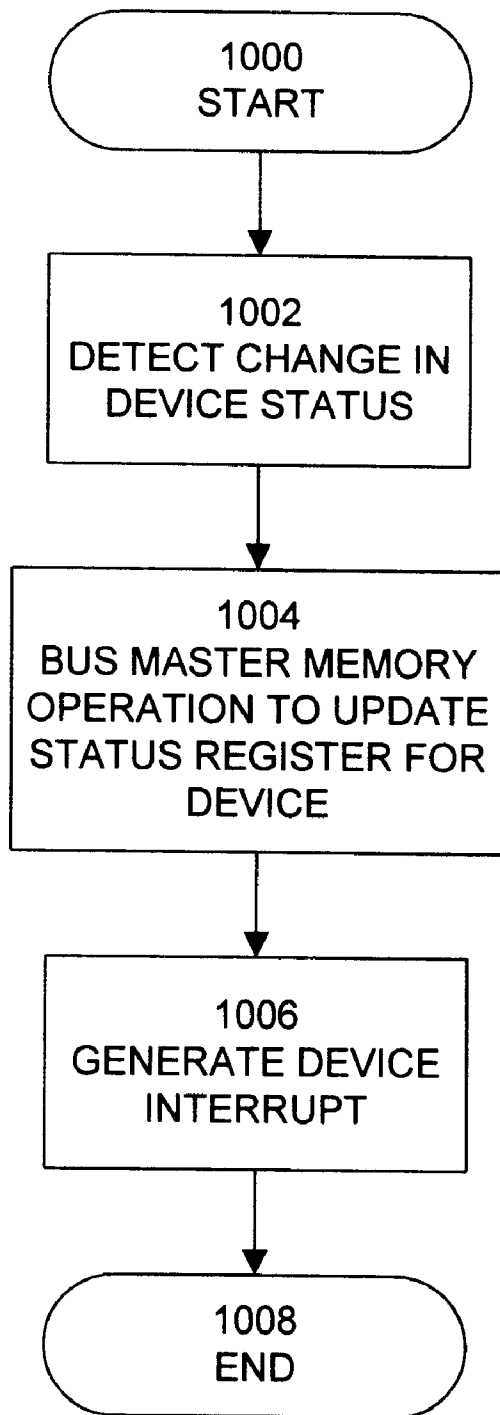 1000
START
1002
DETECT CHANGE IN
DEVICE STATUS
1004
BUS MASTER MEMORY
OPERATION TO UPDATE
STATUS REGISTER FOR
DEVICE
1006
GENERATE DEVICE
INTERRUPT
1008
END